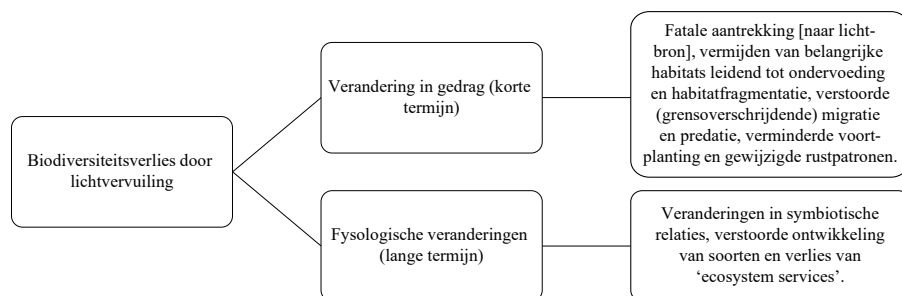 Biodiversiteitsverlies door
lichtvervuiling
Verandering in gedrag (korte
termijn)
Fatale aantrekking [naar licht-
bron], vermijden van belangrijke
habitats leidend tot ondervoeding
en habitatfragmentatie, verstoorde
(grensoverschrijdende) migratie
en predatie, verminderde voort-
planting en gewijzigde rustpatronen.
Fysologische veranderingen
(lange termijn)
Veranderingen in symbiotische
relaties, verstoorde ontwikkeling
van soorten en verlies van
‘ecosystem services’.